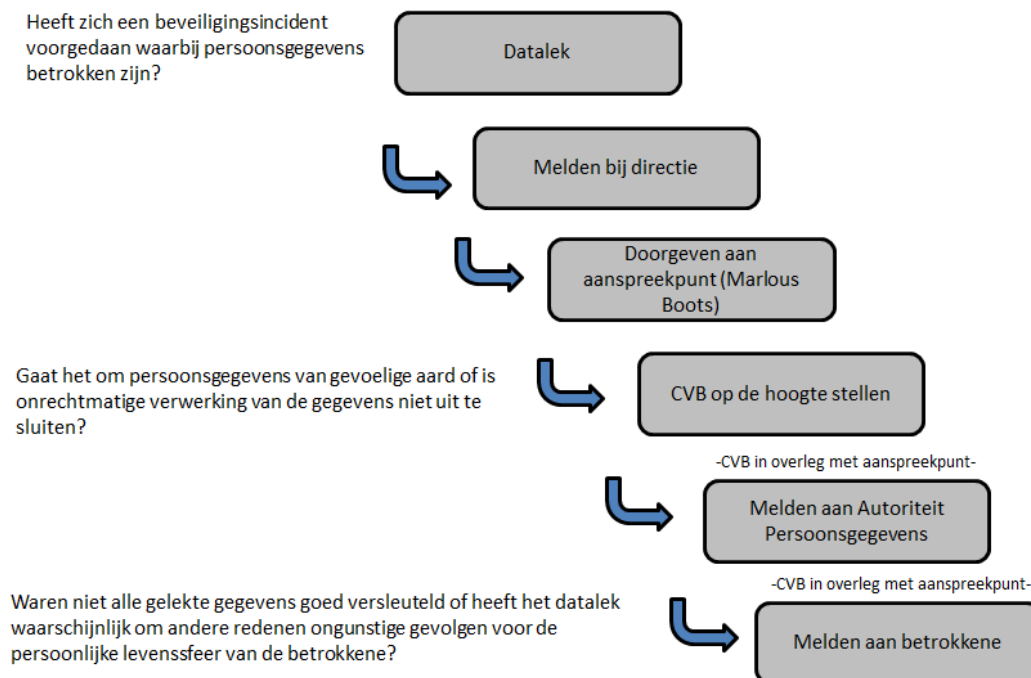 Heeft zich een beveiligingsincident
voorgedaan waarbij persoonsgegevens
betrokken zijn?
Datalek
Melden bij directie
Doorgeven aan
aanspreekpunt (Marlous
Boots)
Gaat het om persoonsgegevens van gevoelige aard of is
onrechtmatige verwerking van de gegevens niet uit te
sluiten?
CVB op de hoogte stellen
-CVB in overleg met aanspreekpunt-
Melden aan Autoriteit
Persoonsgegevens
-CVB in overleg met aanspreekpunt-
Waren niet alle gelekte gegevens goed versleuteld of heeft het datalek
waarschijnlijk om andere redenen ongunstige gevolgen voor de
persoonlijke levenssfeer van de betrokkene?
Melden aan betrokkene